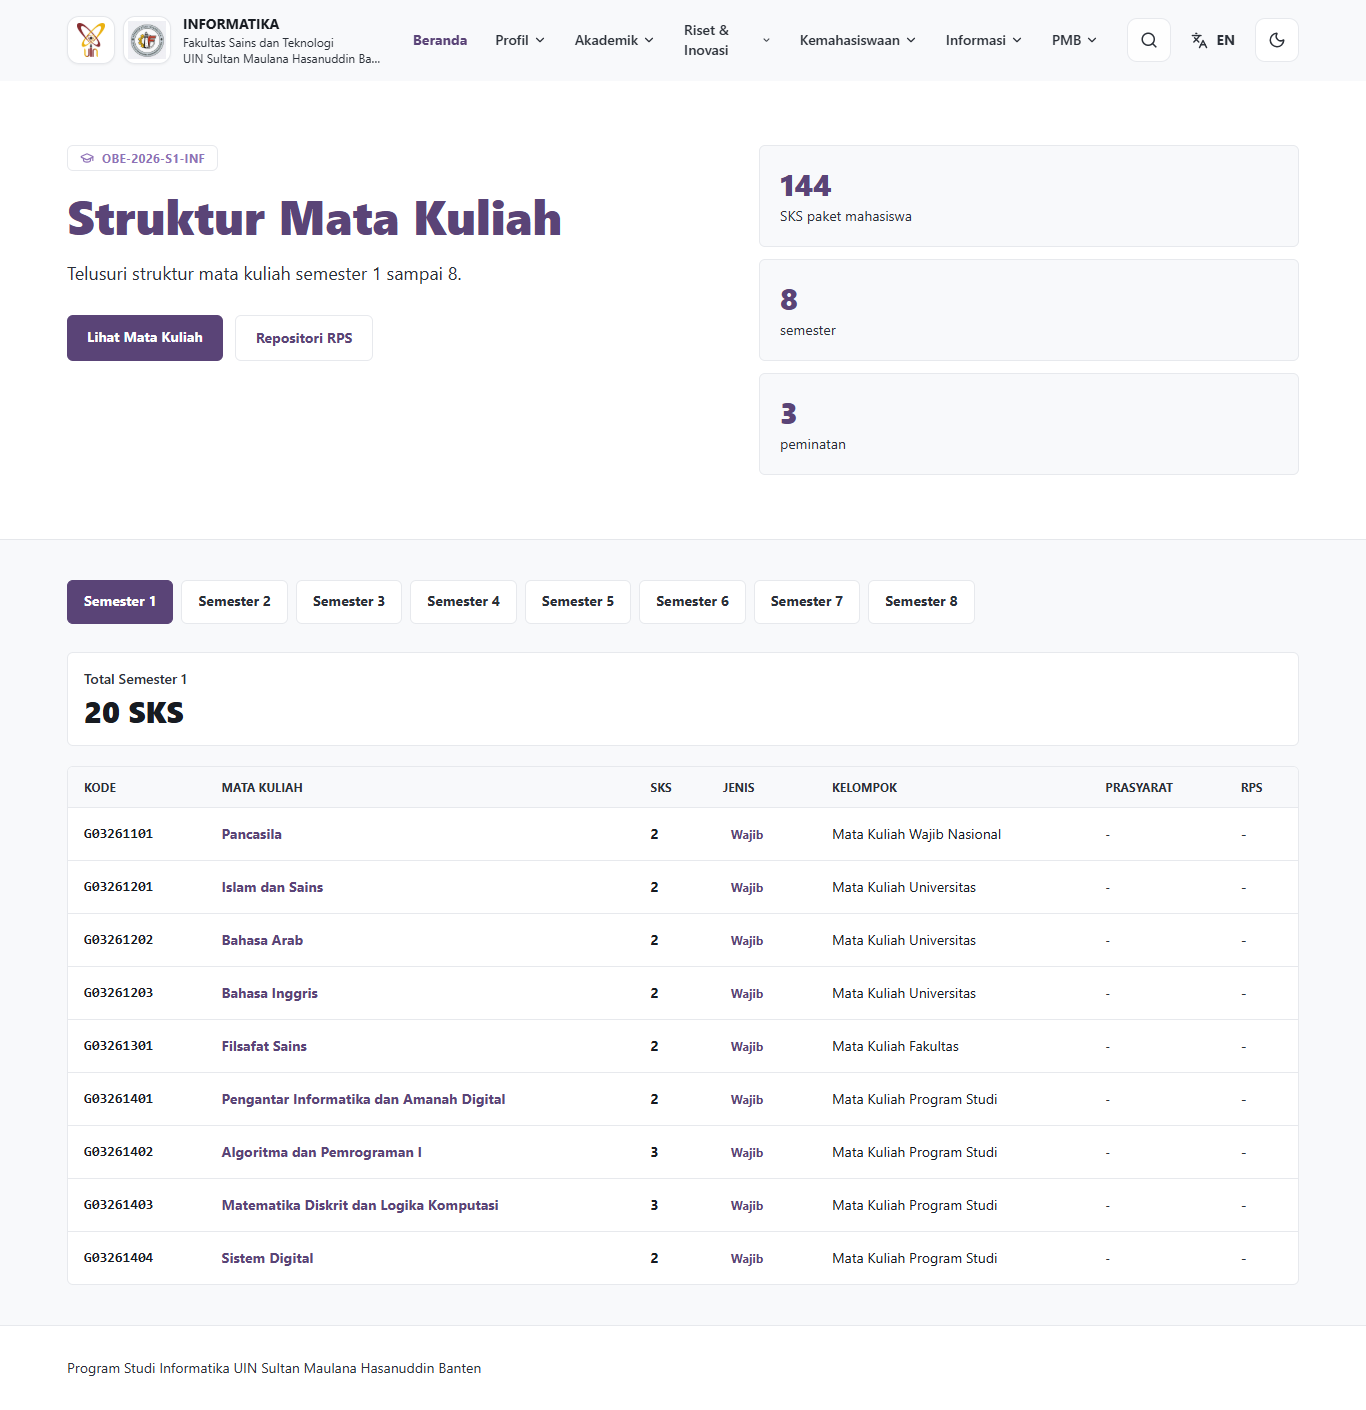 INFORMATIKA
Fakultas Sains dan Teknologi
UIN Sultan Maulana Hasanuddin Ba...
Beranda
Profil
Akademik
Riset &
Inovasi
Kemahasiswaan
Informasi
PMB
EN
OBE-2026-S1-INF
Struktur Mata Kuliah
Telusuri struktur mata kuliah semester 1 sampai 8.
Lihat Mata Kuliah
Repositori RPS
144
SKS paket mahasiswa
8
semester
3
peminatan
Semester 1
Semester 2
Semester 3
Semester 4
Semester 5
Semester 6
Semester 7
Semester 8
Total Semester 1
20 SKS
KODE MATA KULIAH SKS JENIS KELOMPOK PRASYARAT RPS
G03261101 Pancasila 2 Wajib Mata Kuliah Wajib Nasional - -
G03261201 Islam dan Sains 2 Wajib Mata Kuliah Universitas - -
G03261202 Bahasa Arab 2 Wajib Mata Kuliah Universitas - -
G03261203 Bahasa Inggris 2 Wajib Mata Kuliah Universitas - -
G03261301 Filsafat Sains 2 Wajib Mata Kuliah Fakultas - -
G03261401 Pengantar Informatika dan Amanah Digital 2 Wajib Mata Kuliah Program Studi - -
G03261402 Algoritma dan Pemrograman I 3 Wajib Mata Kuliah Program Studi - -
G03261403 Matematika Diskrit dan Logika Komputasi 3 Wajib Mata Kuliah Program Studi - -
G03261404 Sistem Digital 2 Wajib Mata Kuliah Program Studi - -
Program Studi Informatika UIN Sultan Maulana Hasanuddin Banten